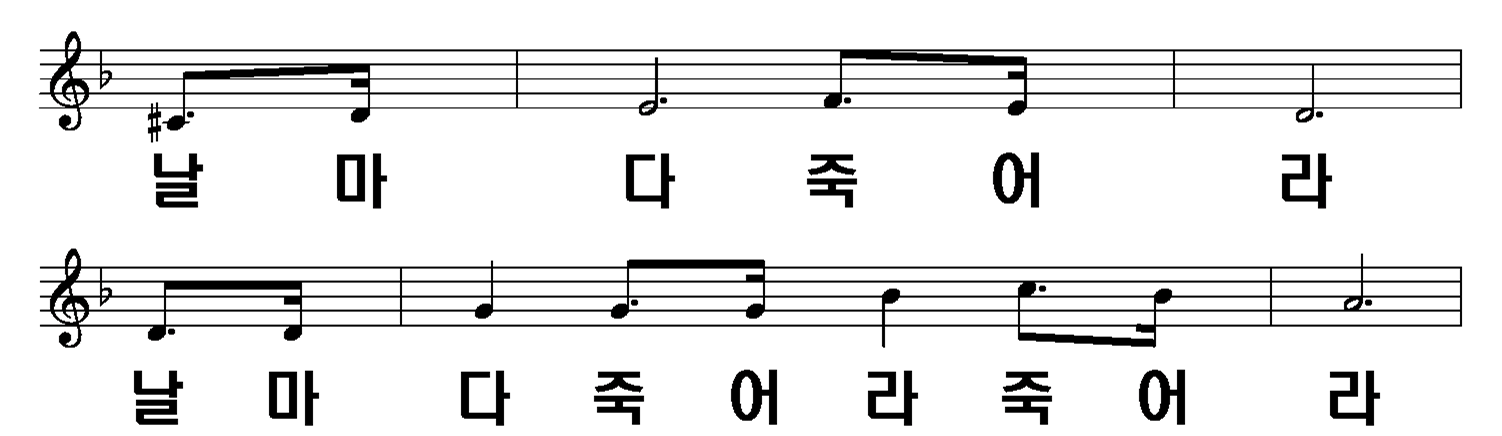 날 마 다 죽 어 라
날 마 다 죽 어 라 죽 어 라